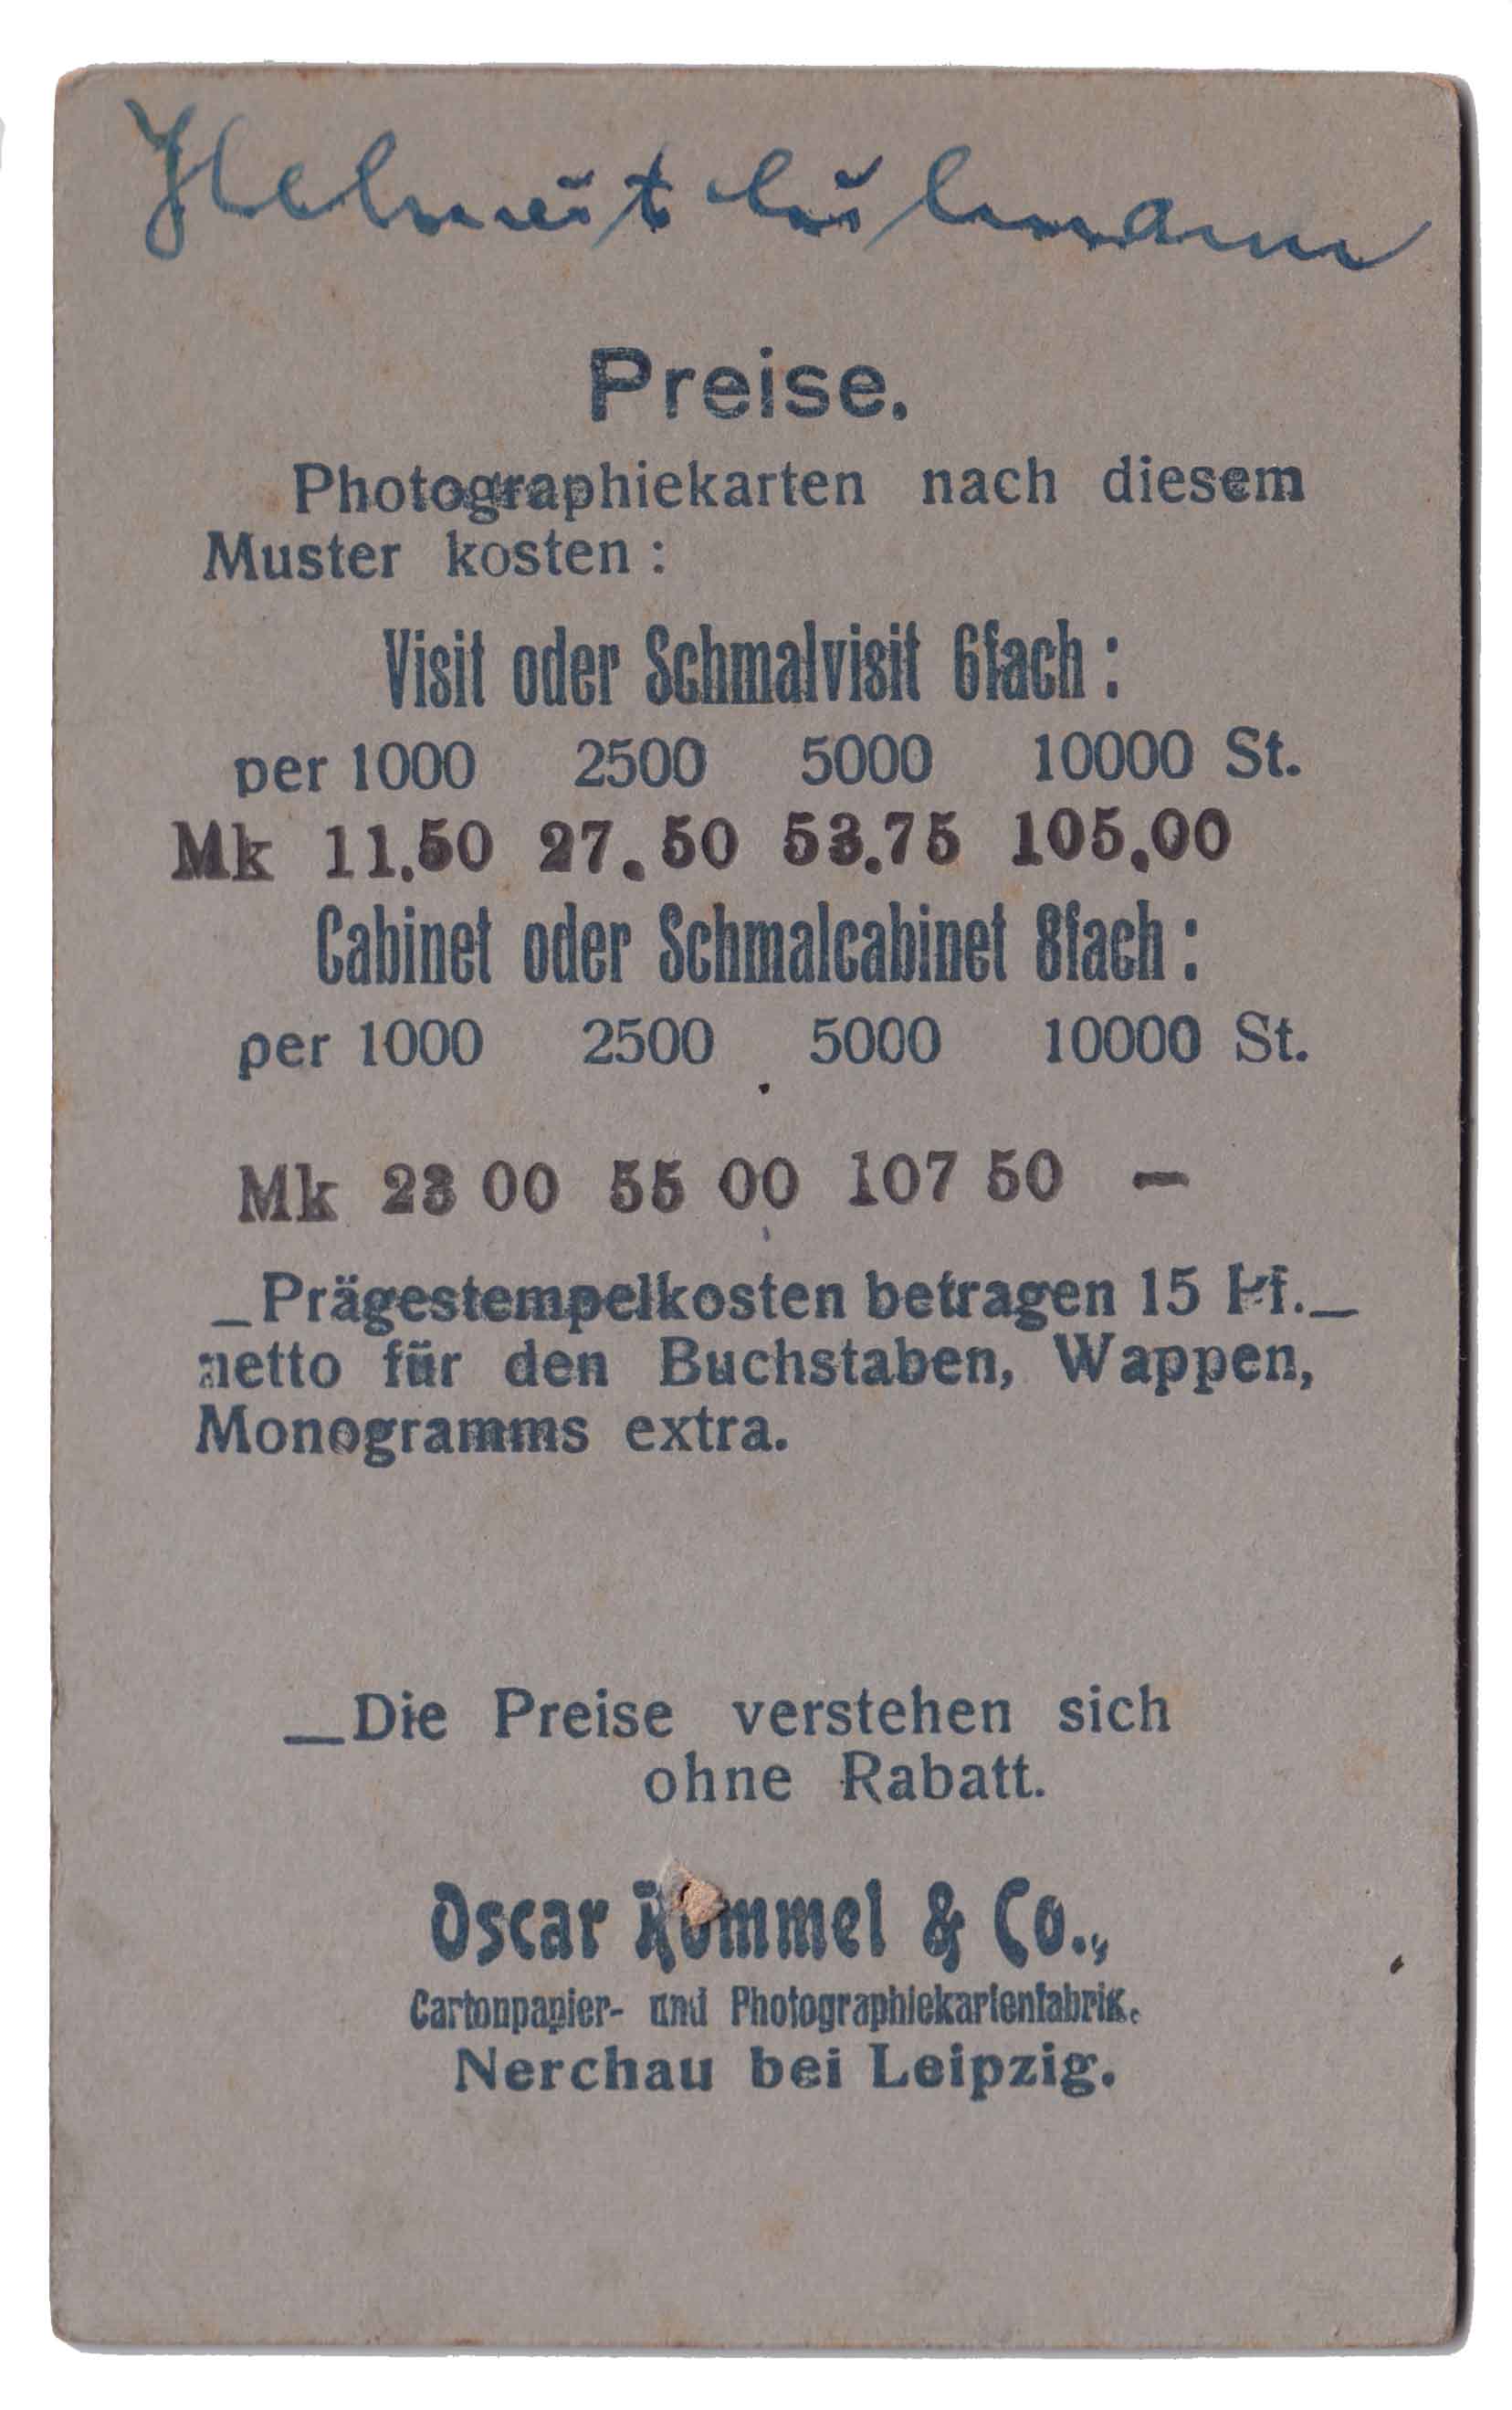 Helmut
Preise.
Photographiekarten nach diesem
Muster kosten :
Visit oder Schmalvisit 6fach :
per 1000 2500 5000 10000 St.
Mk 11.50 27.50 53.75 105.00
Cabinet oder Schmalcabinet 8fach :
per 1000 2500 5000 10000 St.
Mk 23 00 55 00 107 50 —
_Prägestempelkosten betragen 15 Pf._
netto für den Buchstaben, Wappen,
Monogramms extra.
_Die Preise verstehen sich
ohne Rabatt.
Oscar Rommel & Co.,
Cartonpapier- und Photographiekartenfabrik.
Nerchau bei Leipzig.